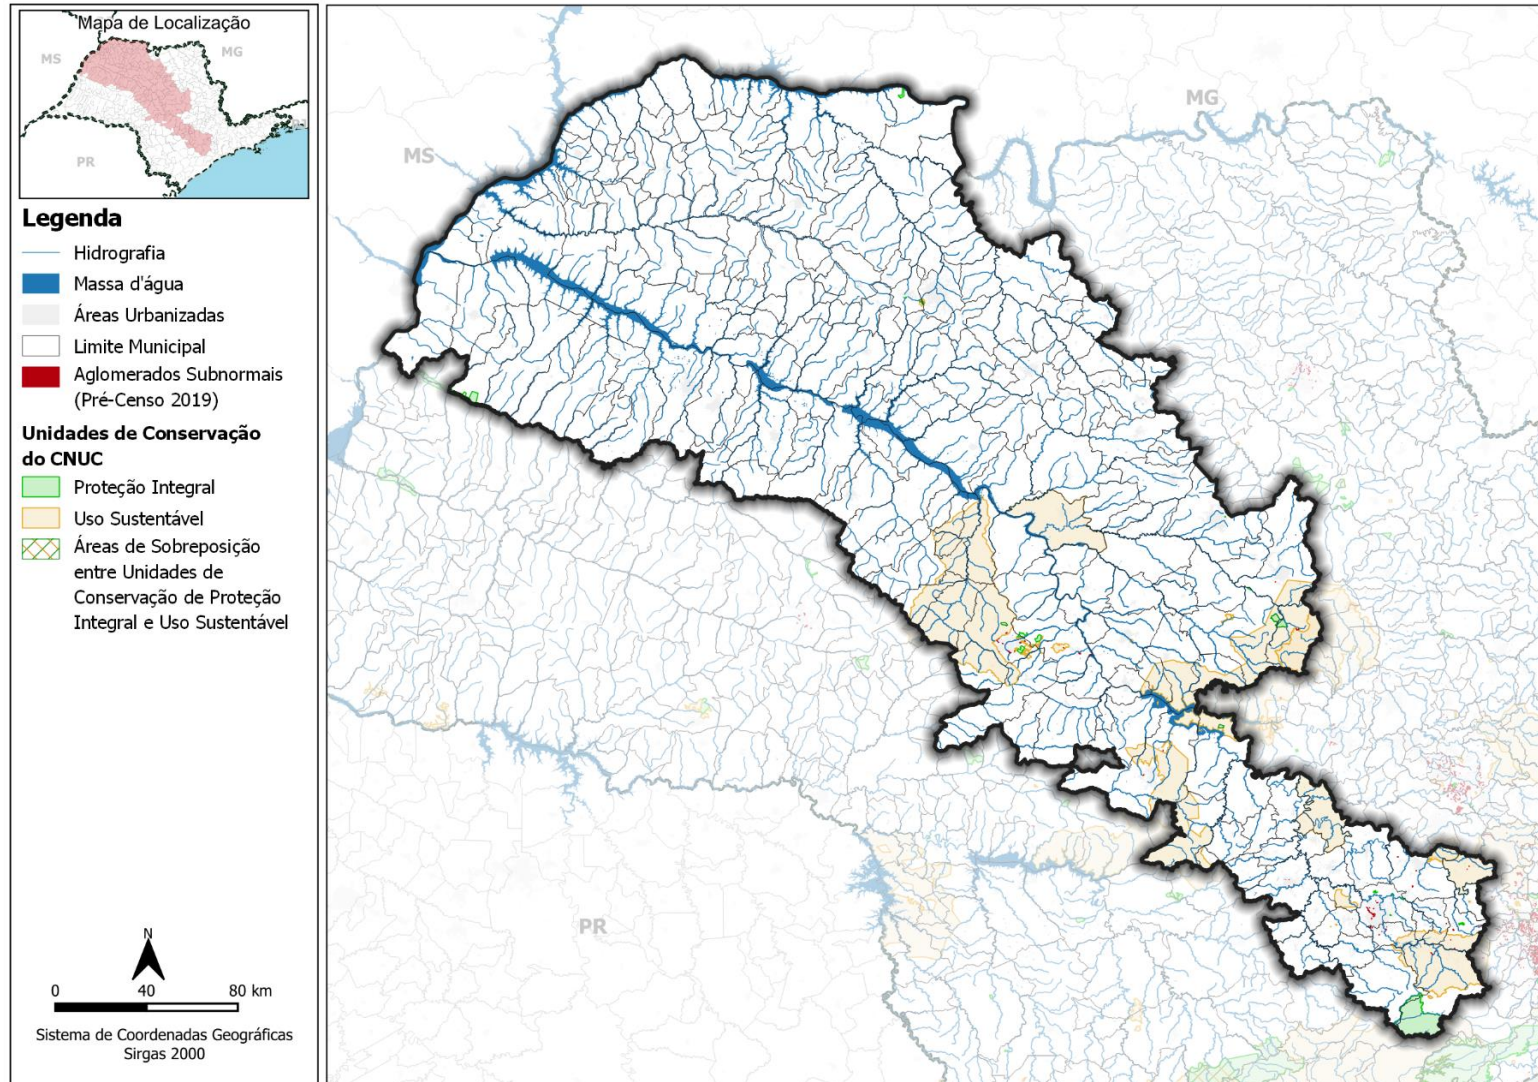 Mapa de Localização
MS
MG
PR
Legenda
Hidrografia
Massa d'água
Áreas Urbanizadas
Limite Municipal
Aglomerados Subnormais
(Pré-Censo 2019)
Unidades de Conservação
do CNUC
Proteção Integral
Uso Sustentável
Áreas de Sobreposição
entre Unidades de
Conservação de Proteção
Integral e Uso Sustentável
N
0 40 80 km
Sistema de Coordenadas Geográficas
Sirgas 2000
MG
MS
PR